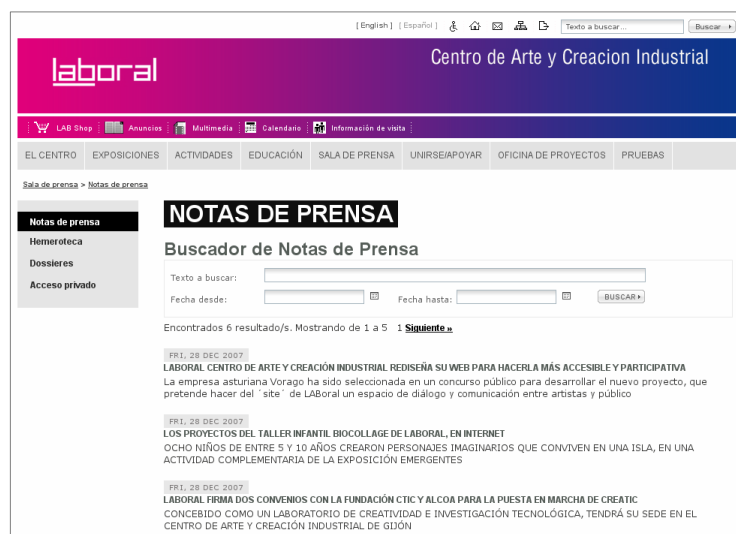 [English] [Español]
Texto a buscar...
Buscar
laboral
Centro de Arte y Creacion Industrial
LAB Shop
Anuncios
Multimedia
Calendario
Información de visita
EL CENTRO
EXPOSICIONES
ACTIVIDADES
EDUCACIÓN
SALA DE PRENSA
UNIRSE/APOYAR
OFICINA DE PROYECTOS
PRUEBAS
Sala de prensa > Notas de prensa
Notas de prensa
Hemeroteca
Dossieres
Acceso privado
NOTAS DE PRENSA
Buscador de Notas de Prensa
Texto a buscar:
Fecha desde:
Fecha hasta:
BUSCAR
Encontrados 6 resultado/s. Mostrando de 1 a 5 1 Siguiente »
FRI, 28 DEC 2007
LABORAL CENTRO DE ARTE Y CREACIÓN INDUSTRIAL REDISEÑA SU WEB PARA HACERLA MÁS ACCESIBLE Y PARTICIPATIVA
La empresa asturiana Vorago ha sido seleccionada en un concurso público para desarrollar el nuevo proyecto, que
pretende hacer del ´site´ de LABoral un espacio de diálogo y comunicación entre artistas y público
FRI, 28 DEC 2007
LOS PROYECTOS DEL TALLER INFANTIL BIOCOLLAGE DE LABORAL, EN INTERNET
OCHO NIÑOS DE ENTRE 5 Y 10 AÑOS CREARON PERSONAJES IMAGINARIOS QUE CONVIVEN EN UNA ISLA, EN UNA
ACTIVIDAD COMPLEMENTARIA DE LA EXPOSICIÓN EMERGENTES
FRI, 28 DEC 2007
LABORAL FIRMA DOS CONVENIOS CON LA FUNDACIÓN CTIC Y ALCOA PARA LA PUESTA EN MARCHA DE CREATIC
CONCEBIDO COMO UN LABORATORIO DE CREATIVIDAD E INVESTIGACIÓN TECNOLÓGICA, TENDRÁ SU SEDE EN EL
CENTRO DE ARTE Y CREACIÓN INDUSTRIAL DE GIJÓN